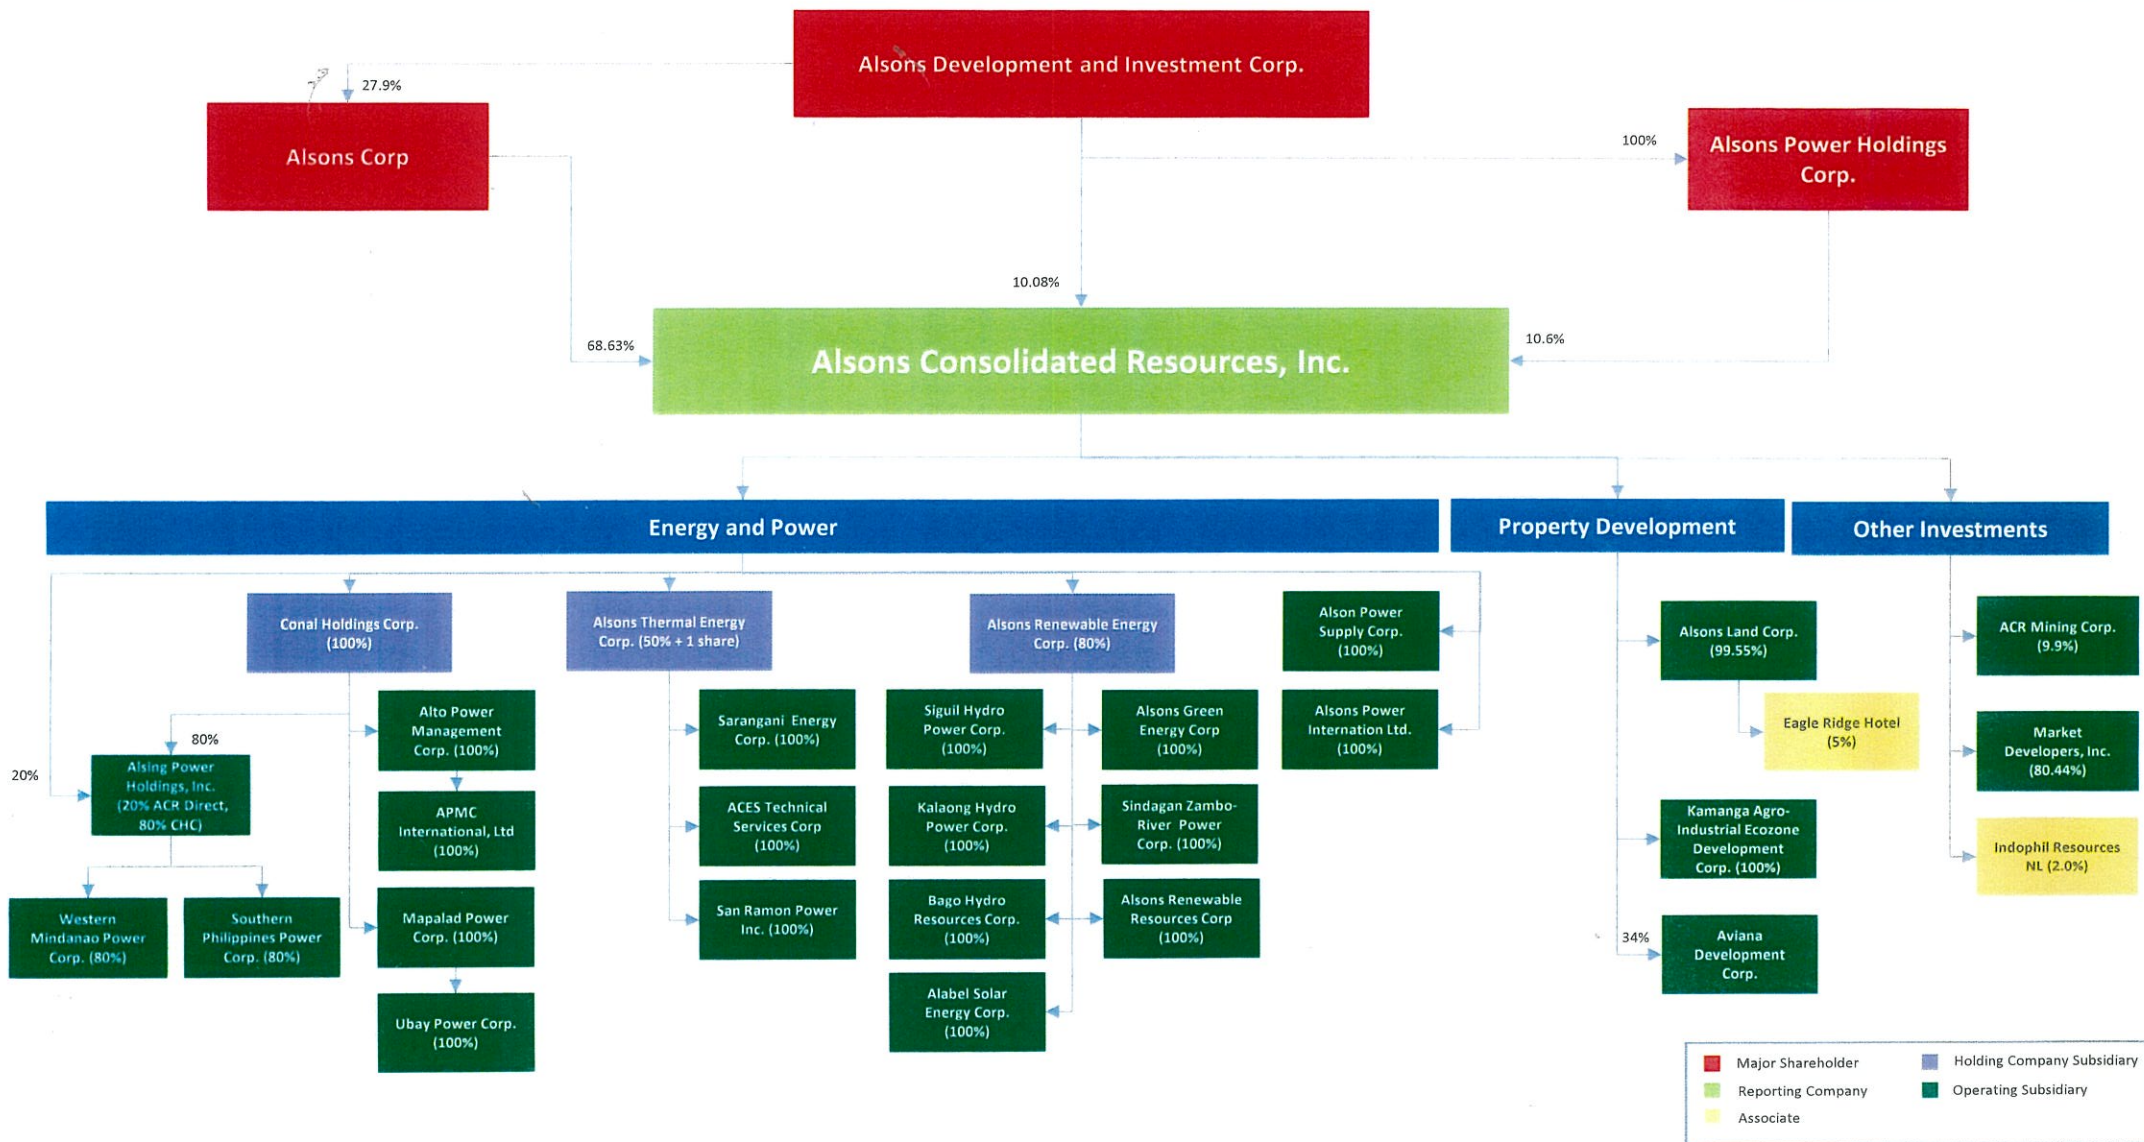 Alsons Development and Investment Corp.
27.9%
Alsons Corp
100%
Alsons Power Holdings
Corp.
10.08%
68.63%
10.6%
Alsons Consolidated Resources, Inc.
Energy and Power
Property Development
Other Investments
Conal Holdings Corp.
(100%)
Alsons Thermal Energy
Corp. (50% + 1 share)
Alsons Renewable Energy
Corp. (80%)
Alson Power
Supply Corp.
(100%)
Alsons Land Corp.
(99.55%)
ACR Mining Corp.
(9.9%)
Alto Power
Management
Corp. (100%)
Sarangani Energy
Corp. (100%)
Siguil Hydro
Power Corp.
(100%)
Alsons Green
Energy Corp
(100%)
Alsons Power
Internation Ltd.
(100%)
Eagle Ridge Hotel
(5%)
Market
Developers, Inc.
(80.44%)
80%
20%
Alsing Power
Holdings, Inc.
(20% ACR Direct,
80% CHC)
APMC
International, Ltd
(100%)
ACES Technical
Services Corp
(100%)
Kalaong Hydro
Power Corp.
(100%)
Sindagan Zambo-
River Power
Corp. (100%)
Kamanga Agro-
Industrial Ecozone
Development
Corp. (100%)
Indophil Resources
NL (2.0%)
Western
Mindanao Power
Corp. (80%)
Southern
Philippines Power
Corp. (80%)
Mapalad Power
Corp. (100%)
San Ramon Power
Inc. (100%)
Bago Hydro
Resources Corp.
(100%)
Alsons Renewable
Resources Corp
(100%)
34%
Aviana
Development
Corp.
Ubay Power Corp.
(100%)
Alabel Solar
Energy Corp.
(100%)
Major Shareholder
Holding Company Subsidiary
Reporting Company
Operating Subsidiary
Associate